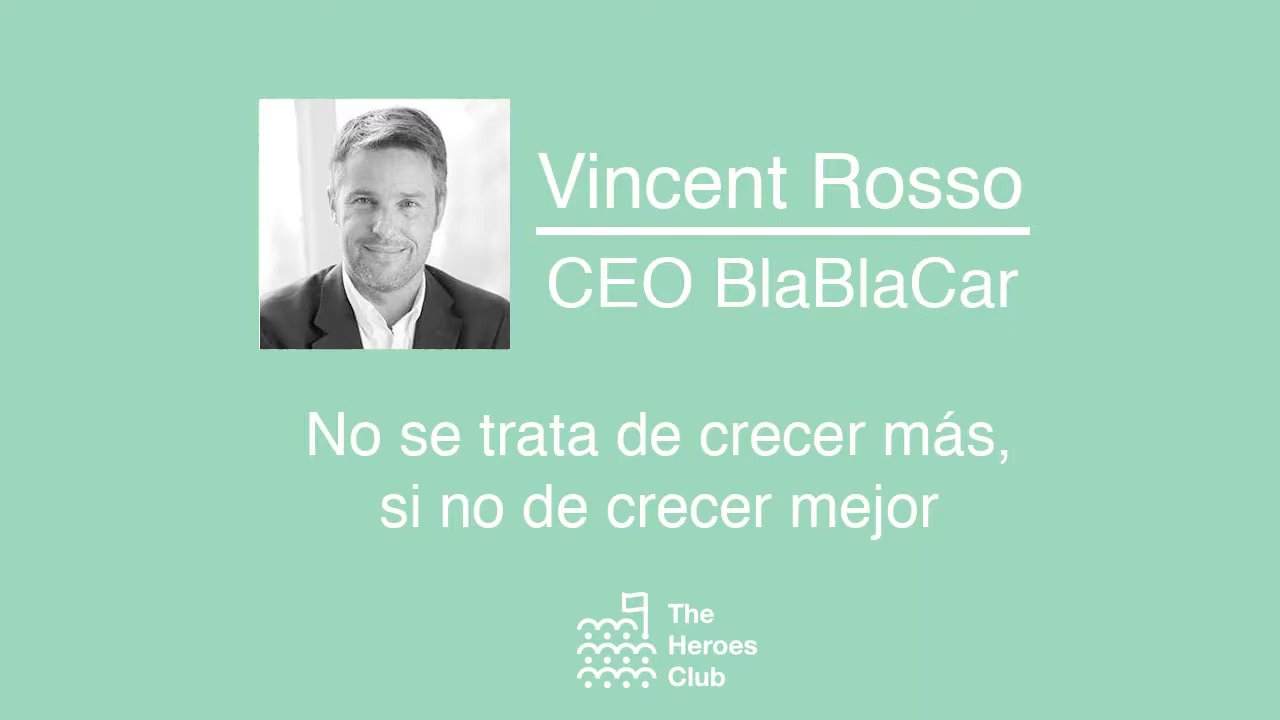 Vincent Rosso
CEO BlaBlaCar
No se trata de crecer más,
si no de crecer mejor
The
Heroes
Club